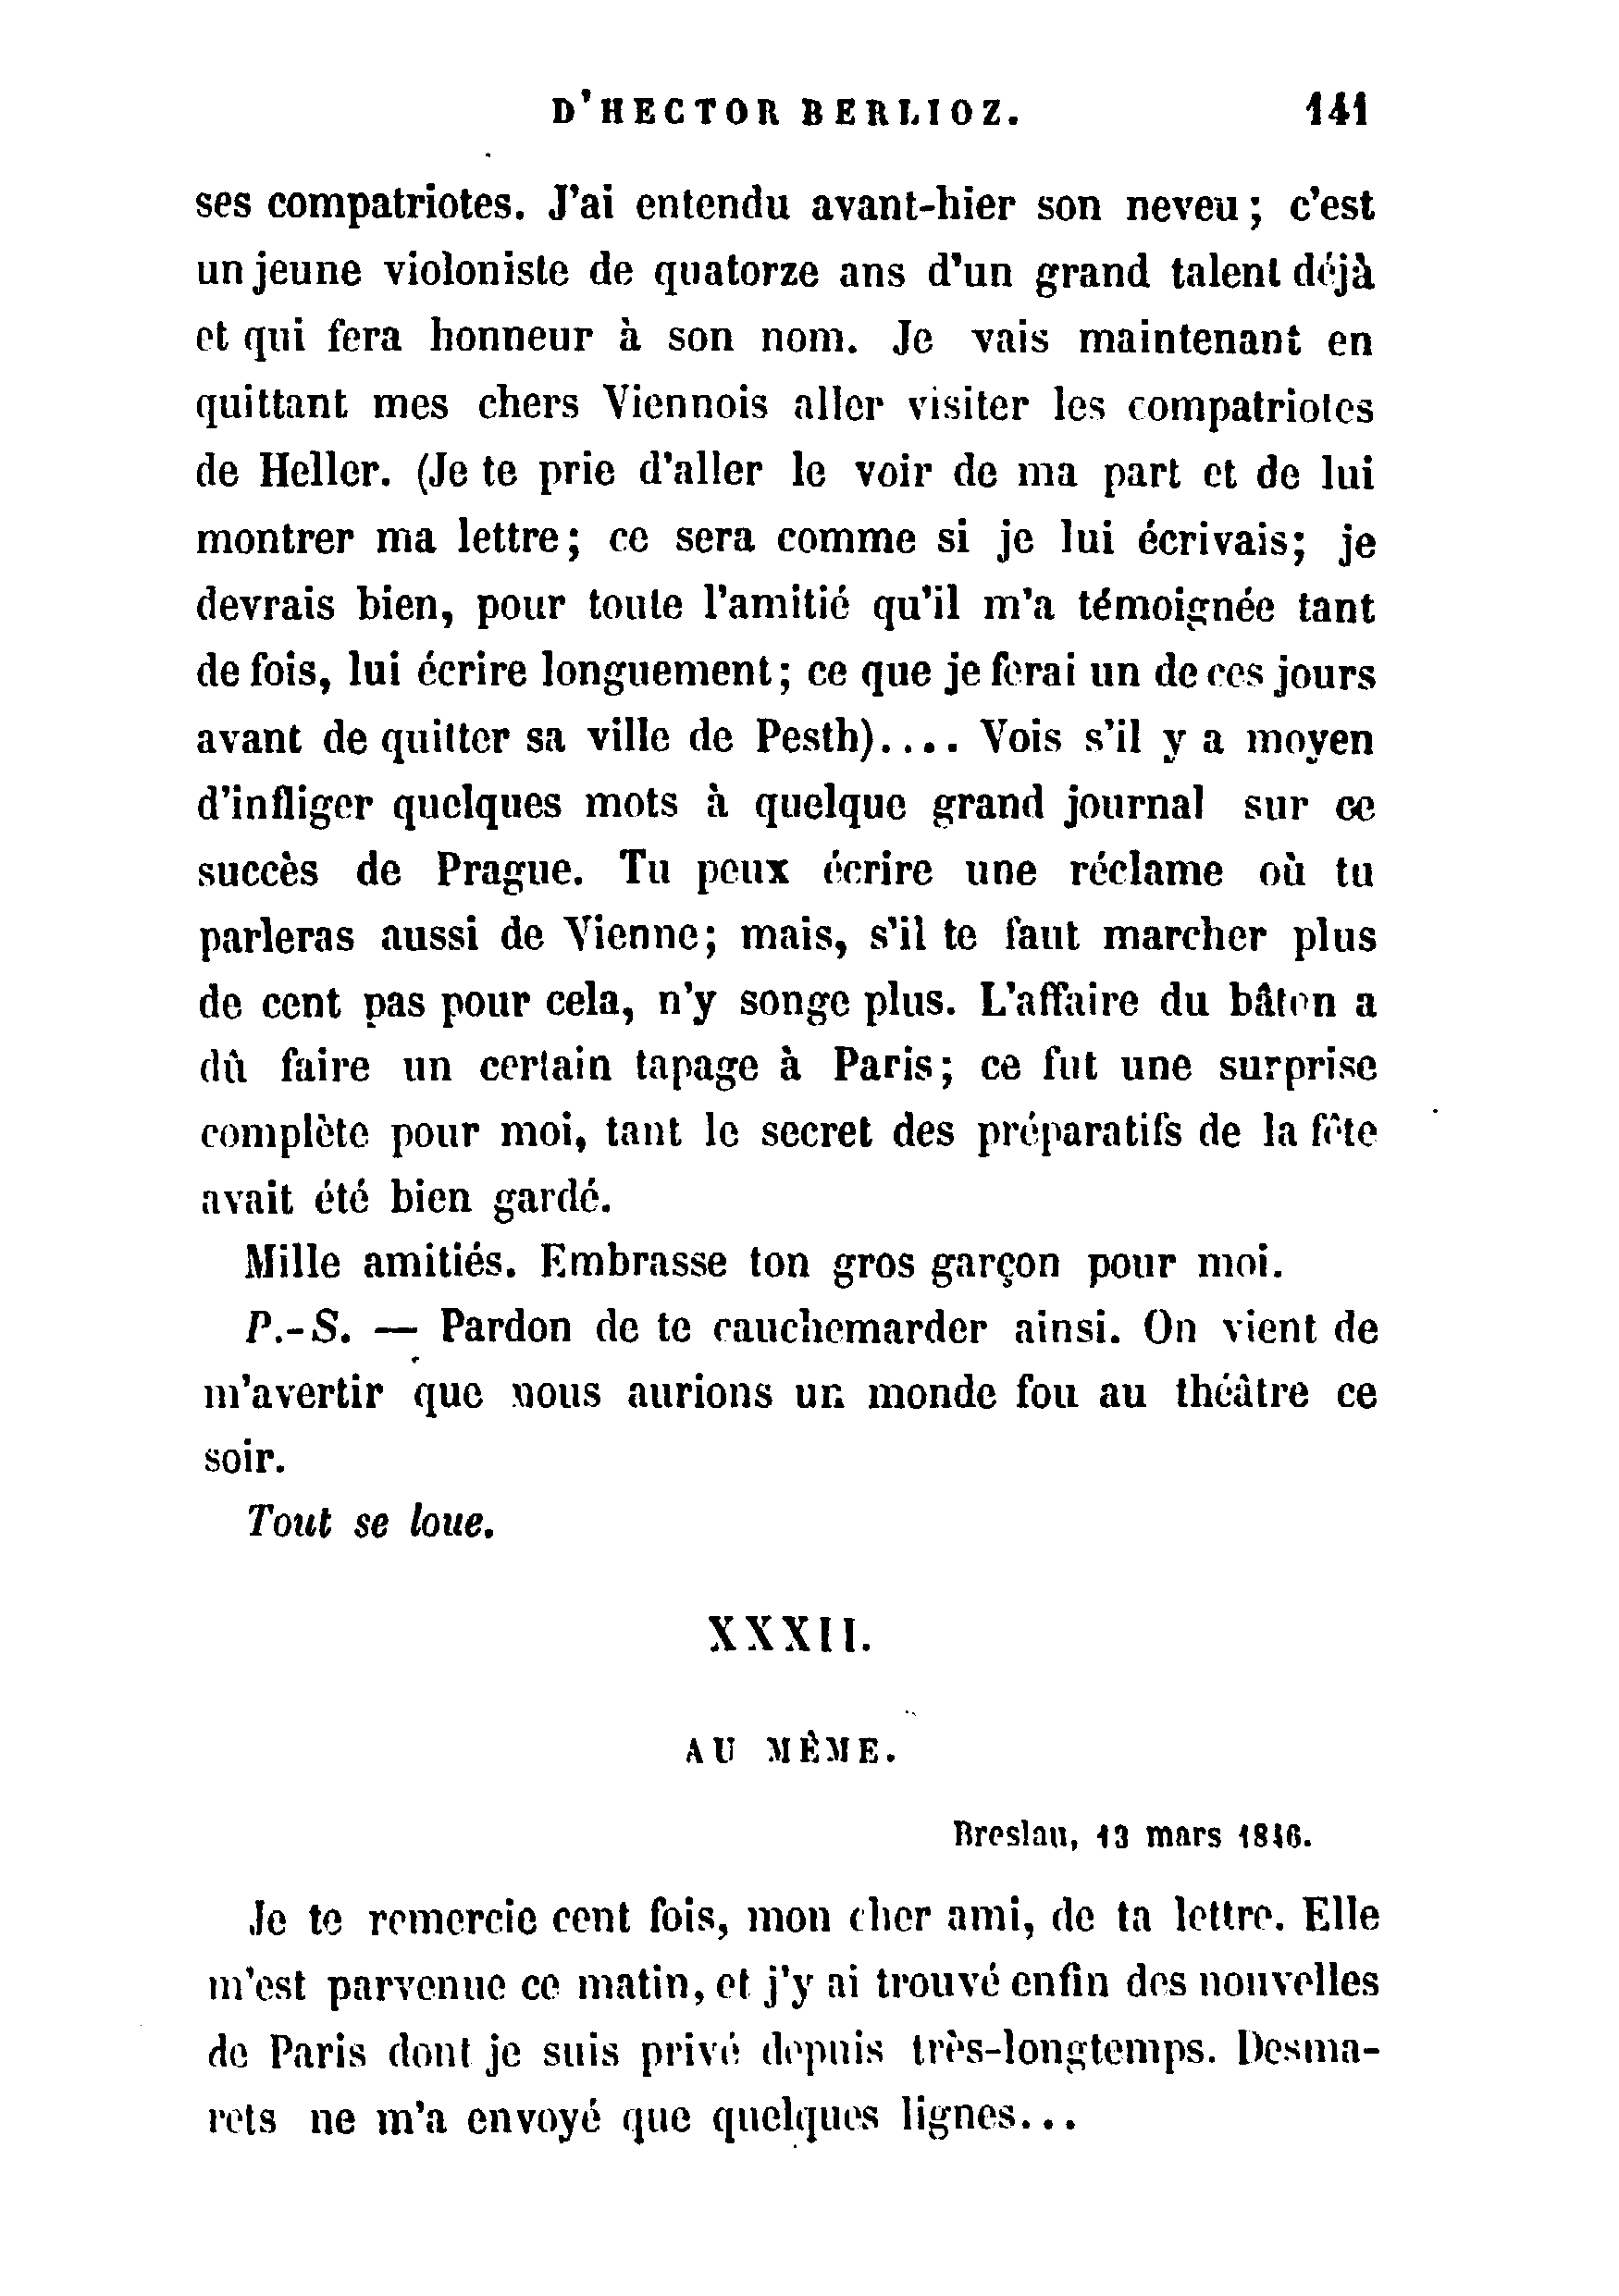 D'HECTOR BERLIOZ. 141
ses compatriotes. J'ai entendu avant-hier son neveu; c'est
un jeune violoniste de quatorze ans d'un grand talent déjà
et qui fera honneur à son nom. Je vais maintenant en
quittant mes chers Viennois aller visiter les compatriotes
de Heller. (Je te prie d'aller le voir de ma part et de lui
montrer ma lettre; ce sera comme si je lui écrivais; je
devrais bien, pour toute l'amitié qu'il m'a témoignée tant
de fois, lui écrire longuement; ce que je ferai un de ces jours
avant de quitter sa ville de Pesth).... Vois s'il y a moyen
d'infliger quelques mots à quelque grand journal sur ce
succès de Prague. Tu peux écrire une réclame où tu
parleras aussi de Vienne; mais, s'il te faut marcher plus
de cent pas pour cela, n'y songe plus. L'affaire du bâton a
dû faire un certain tapage à Paris; ce fut une surprise
complète pour moi, tant le secret des préparatifs de la fête
avait été bien gardé.
Mille amitiés. Embrasse ton gros garçon pour moi.
P.-S. — Pardon de te cauchemarder ainsi. On vient de
m'avertir que nous aurions un monde fou au théâtre ce
soir.
Tout se loue.
XXXII.
AU MÊME.
Breslau, 13 mars 1846.
Je te remercie cent fois, mon cher ami, de ta lettre. Elle
m'est parvenue ce matin, et j'y ai trouvé enfin des nouvelles
de Paris dont je suis privé depuis très-longtemps. Desma-
rets ne m'a envoyé que quelques lignes...